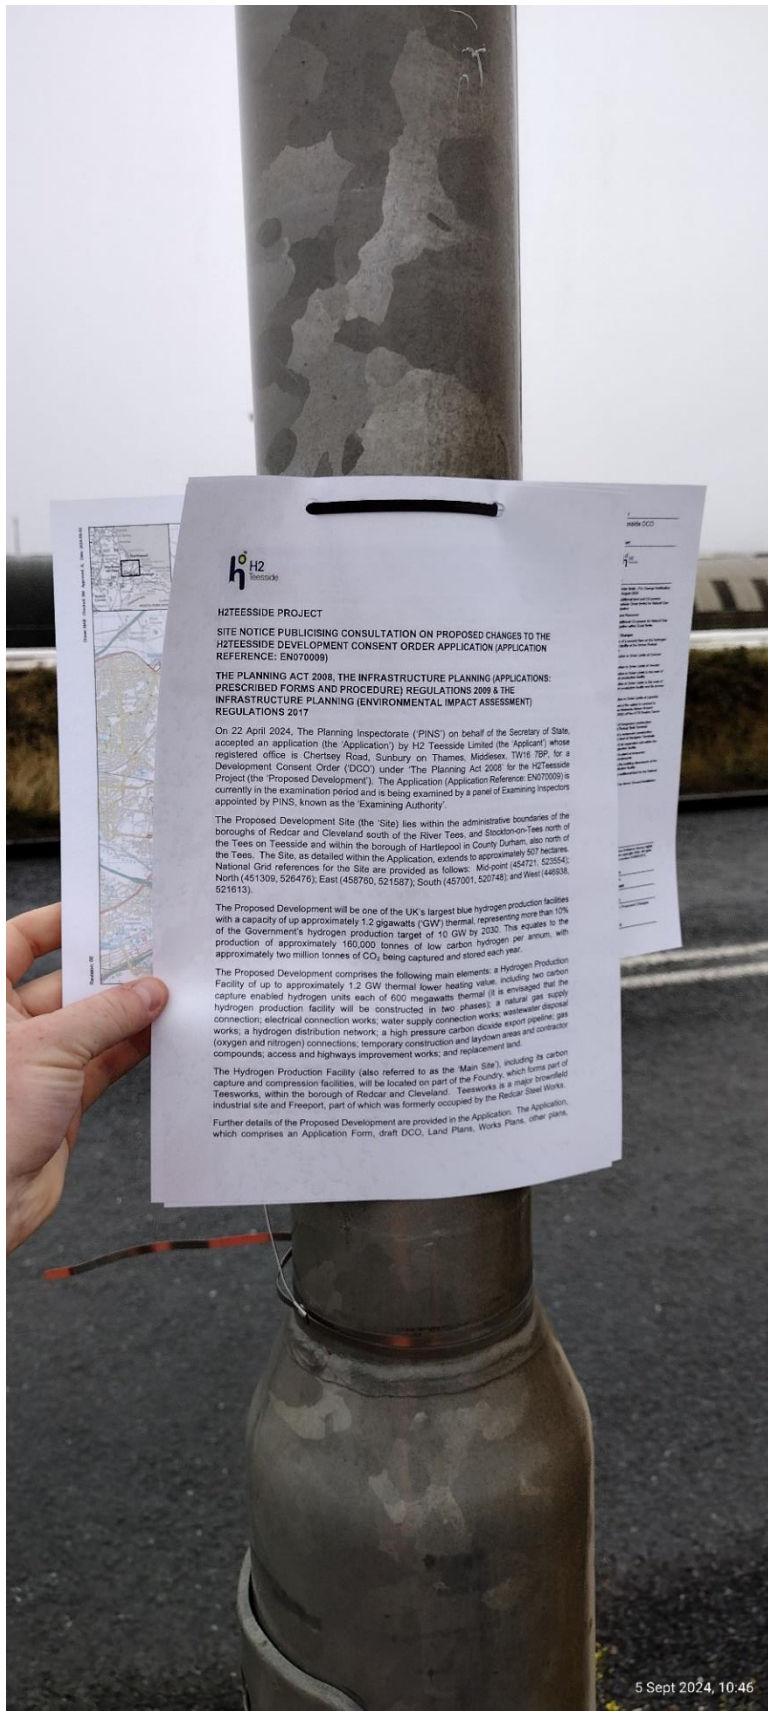 H2
Teesside
H2TEESSIDE PROJECT
SITE NOTICE PUBLICISING CONSULTATION ON PROPOSED CHANGES TO THE
H2TEESSIDE DEVELOPMENT CONSENT ORDER APPLICATION (APPLICATION
REFERENCE: EN070009)
THE PLANNING ACT 2008, THE INFRASTRUCTURE PLANNING (APPLICATIONS:
PRESCRIBED FORMS AND PROCEDURE) REGULATIONS 2009 & THE
INFRASTRUCTURE PLANNING (ENVIRONMENTAL IMPACT ASSESSMENT)
REGULATIONS 2017
On 22 April 2024, The Planning Inspectorate ('PINS') on behalf of the Secretary of State,
accepted an application (the 'Application') by H2 Teesside Limited (the 'Applicant') whose
registered office is Chertsey Road, Sunbury on Thames, Middlesex, TW16 7BP, for a
Development Consent Order ('DCO') under 'The Planning Act 2008' for the H2Teesside
Project (the 'Proposed Development'). The Application (Application Reference: EN070009) is
currently in the examination period and is being examined by a panel of Examining Inspectors
appointed by PINS, known as the 'Examining Authority'.
The Proposed Development Site (the 'Site') lies within the administrative boundaries of the
boroughs of Redcar and Cleveland south of the River Tees, and Stockton-on-Tees north of
the Tees on Teesside and within the borough of Hartlepool in County Durham, also north of
the Tees. The Site, as detailed within the Application, extends to approximately 507 hectares.
National Grid references for the Site are provided as follows: Mid-point (454721, 523554);
North (451309, 526476); East (458760, 521587); South (457001, 520748); and West (446938,
521613).
The Proposed Development will be one of the UK's largest blue hydrogen production facilities
with a capacity of up approximately 1.2 gigawatts ('GW') thermal, representing more than 10%
of the Government's hydrogen production target of 10 GW by 2030. This equates to the
production of approximately 160,000 tonnes of low carbon hydrogen per annum, with
approximately two million tonnes of CO₂ being captured and stored each year.
The Proposed Development comprises the following main elements: a Hydrogen Production
Facility of up to approximately 1.2 GW thermal lower heating value, including two carbon
capture enabled hydrogen units each of 600 megawatts thermal (it is envisaged that the
hydrogen production facility will be constructed in two phases); a natural gas supply
connection; electrical connection works; water supply connection works; wastewater disposal
works; a hydrogen distribution network; a high pressure carbon dioxide export pipeline; gas
(oxygen and nitrogen) connections; temporary construction and laydown areas and contractor
compounds; access and highways improvement works; and replacement land.
The Hydrogen Production Facility (also referred to as the 'Main Site'), including its carbon
capture and compression facilities, will be located on part of the Foundry, which forms part of
Teesworks, within the borough of Redcar and Cleveland. Teesworks is a major brownfield
industrial site and Freeport, part of which was formerly occupied by the Redcar Steel Works.
Further details of the Proposed Development are provided in the Application. The Application,
which comprises an Application Form, draft DCO, Land Plans, Works Plans, other plans,
5 Sept 2024, 10:46